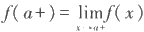 f(a+) = lim f(x)
x→a+